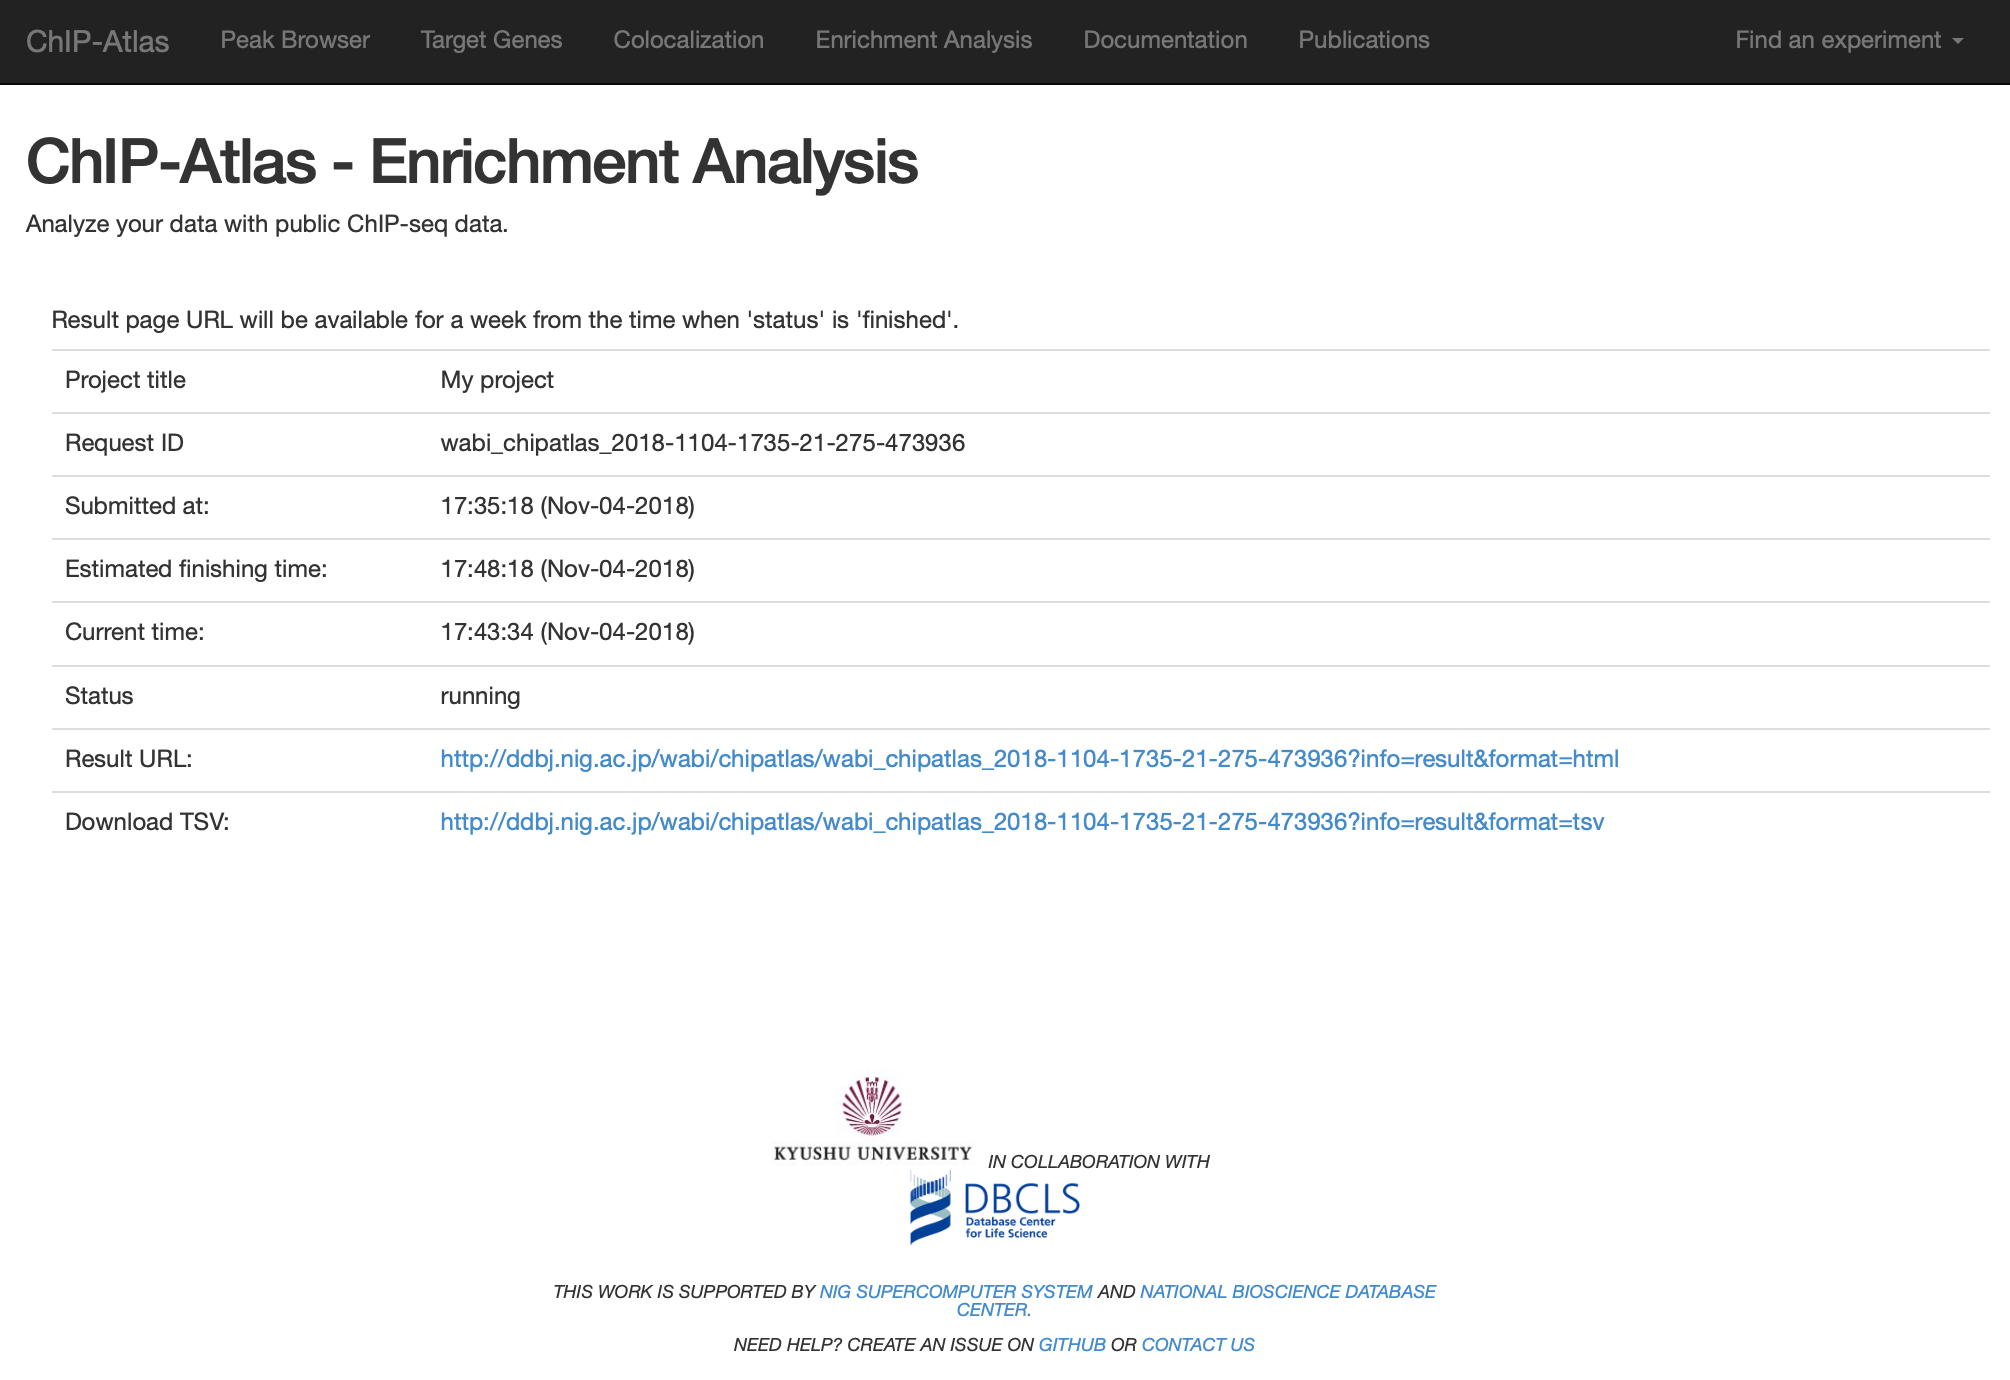 ChIP-Atlas Peak Browser Target Genes Colocalization Enrichment Analysis Documentation Publications Find an experiment
ChIP-Atlas - Enrichment Analysis
Analyze your data with public ChIP-seq data.
Result page URL will be available for a week from the time when 'status' is 'finished'.
Project title My project
Request ID wabi_chipatlas_2018-1104-1735-21-275-473936
Submitted at: 17:35:18 (Nov-04-2018)
Estimated finishing time: 17:48:18 (Nov-04-2018)
Current time: 17:43:34 (Nov-04-2018)
Status running
Result URL: http://ddbj.nig.ac.jp/wabi/chipatlas/wabi_chipatlas_2018-1104-1735-21-275-473936?info=result&format=html
Download TSV: http://ddbj.nig.ac.jp/wabi/chipatlas/wabi_chipatlas_2018-1104-1735-21-275-473936?info=result&format=tsv
KYUSHU UNIVERSITY IN COLLABORATION WITH
DBCLS
Database Center
for Life Science
THIS WORK IS SUPPORTED BY NIG SUPERCOMPUTER SYSTEM AND NATIONAL BIOSCIENCE DATABASE
CENTER.
NEED HELP? CREATE AN ISSUE ON GITHUB OR CONTACT US